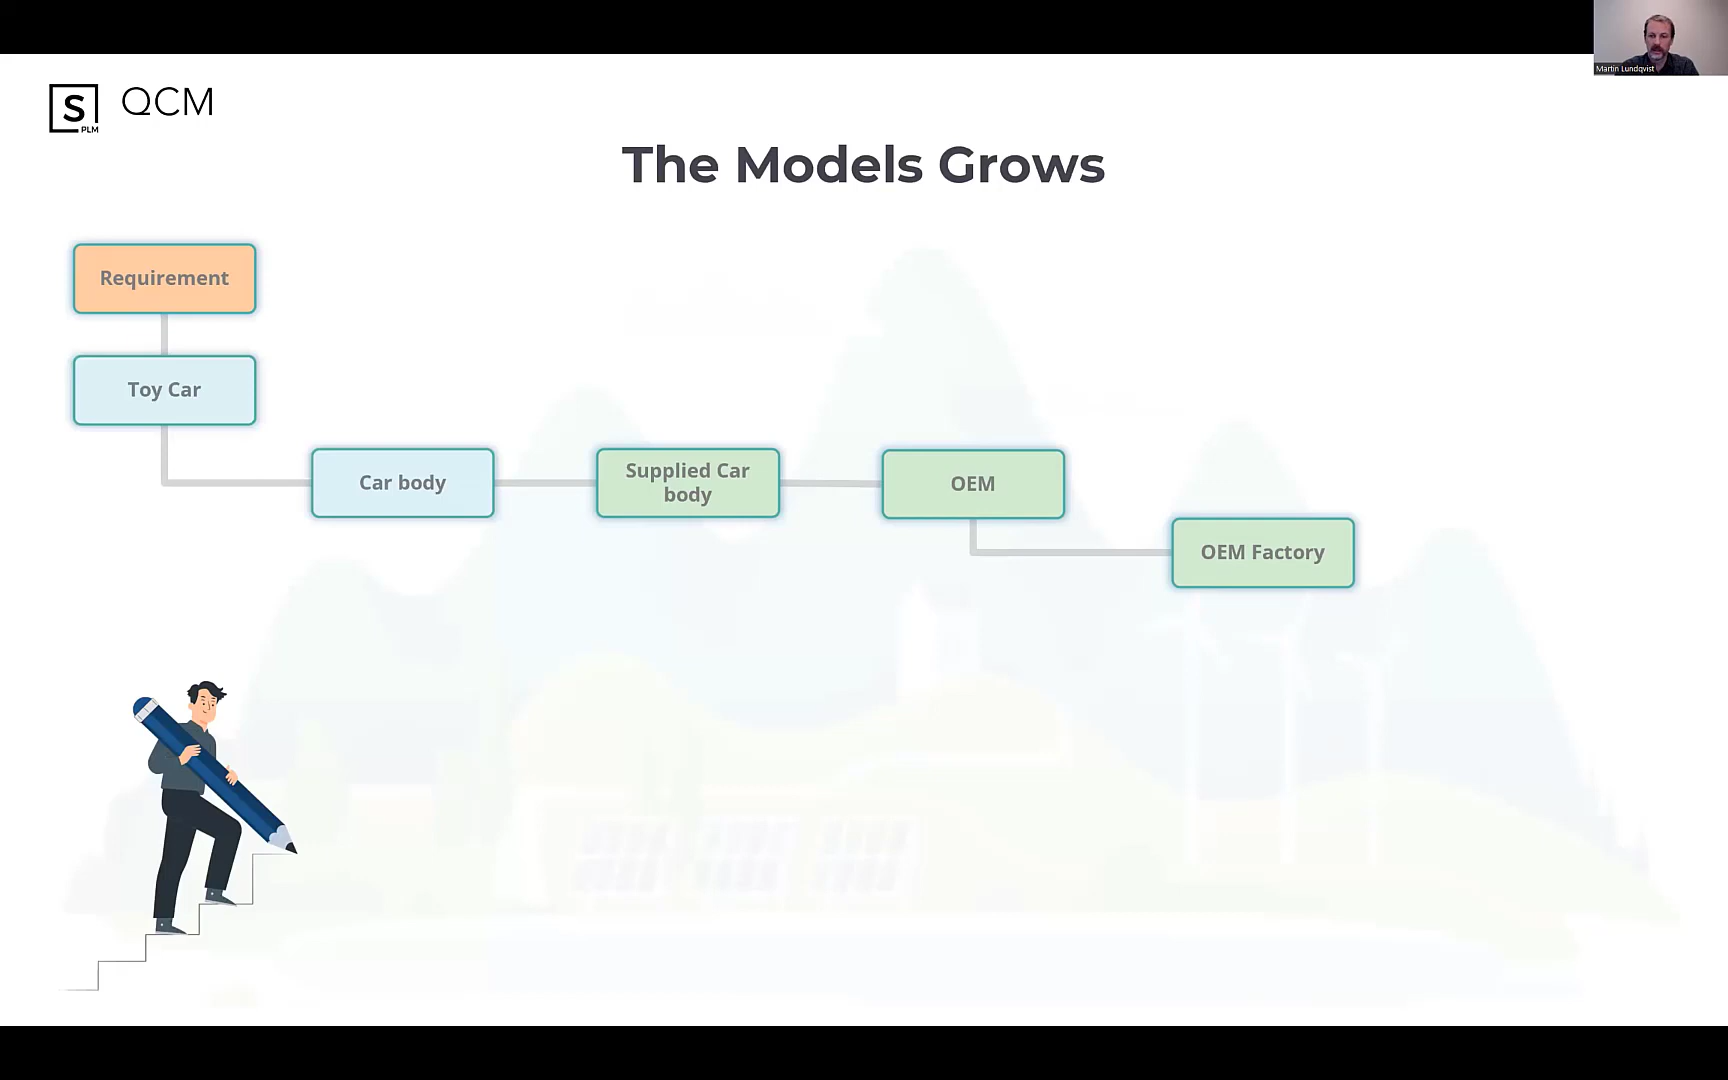 Martin Lundqvist
S
PLM
QCM
The Models Grows
Requirement
Toy Car
Car body
Supplied Car
body
OEM
OEM Factory